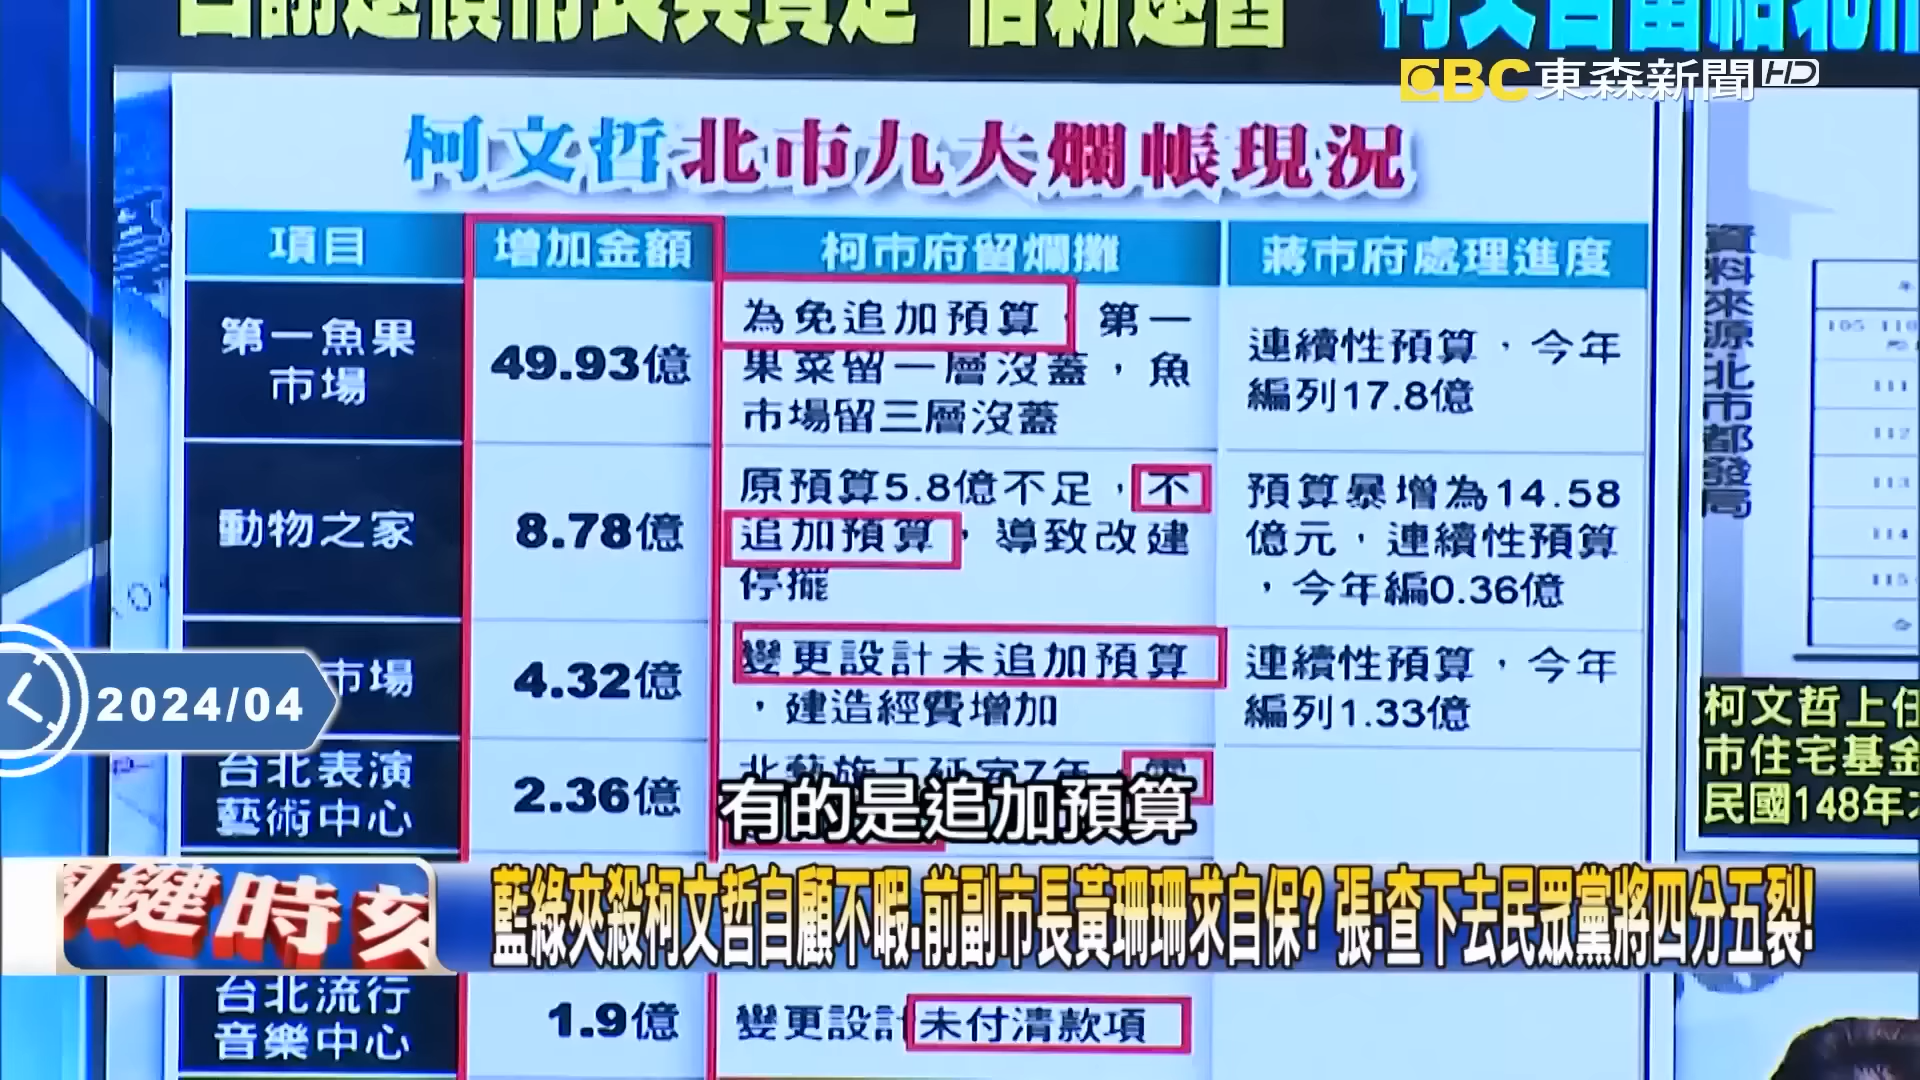 EBC東森新聞HD
柯文哲北市九大爛帳現況
項目
增加金額
柯市府留爛攤
蔣市府處理進度
第一魚果
市場
49.93億
為免追加預算,第一
果菜留一層沒蓋,魚
市場留三層沒蓋
連續性預算,今年
編列17.8億
動物之家
8.78億
原預算5.8億不足,不
追加預算,導致改建
停擺
預算暴增為14.58
億元,連續性預算
,今年編0.36億
市場
4.32億
變更設計未追加預算
,建造經費增加
連續性預算,今年
編列1.33億
台北表演
藝術中心
2.36億
台北流行
音樂中心
1.9億
變更設計未付清款項
資料來源北市都發局
111
112
113
114
115
柯文哲上任
市住宅基金
民國148年
2024/04
有的是追加預算
鍵時刻
藍綠夾殺柯文哲自顧不暇.前副市長黃珊珊求自保? 張:查下去民眾黨將四分五裂!